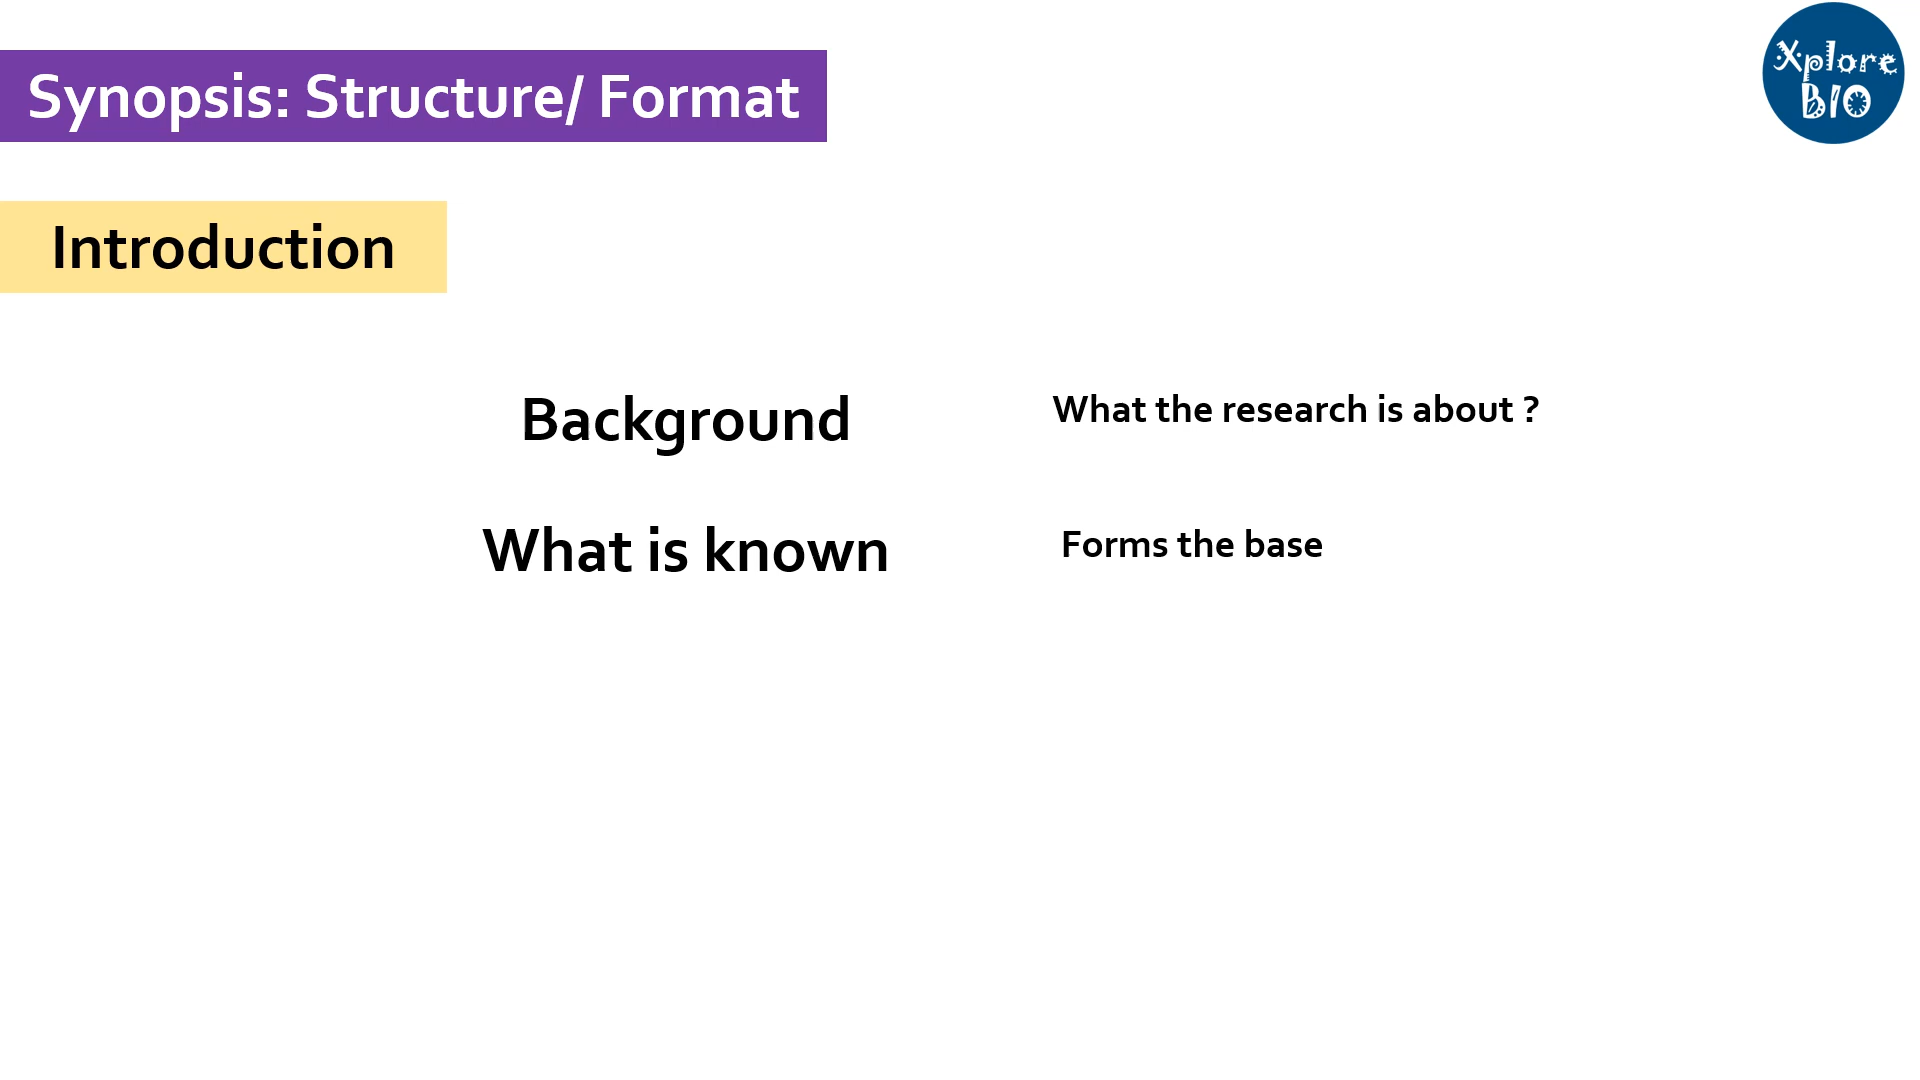 Xplore
BIO
Synopsis: Structure/ Format
Introduction
Background
What the research is about ?
What is known
Forms the base